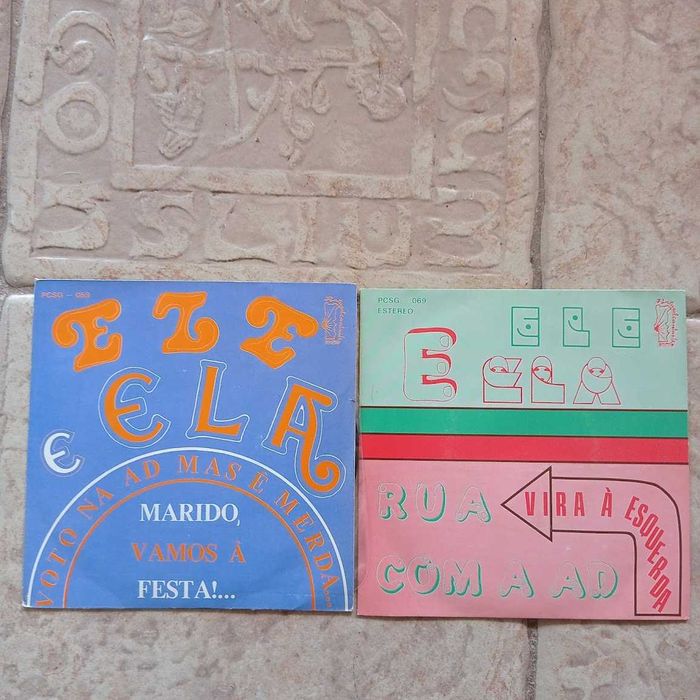 PCSG -
ELE
E ELA
VOTO NA AD MAS É MERDA...
MARIDO,
VAMOS À
FESTA!...
PCSG 069
ESTEREO
ELE
E ELA
RUA
COM A AD
VIRA À ESQUERDA